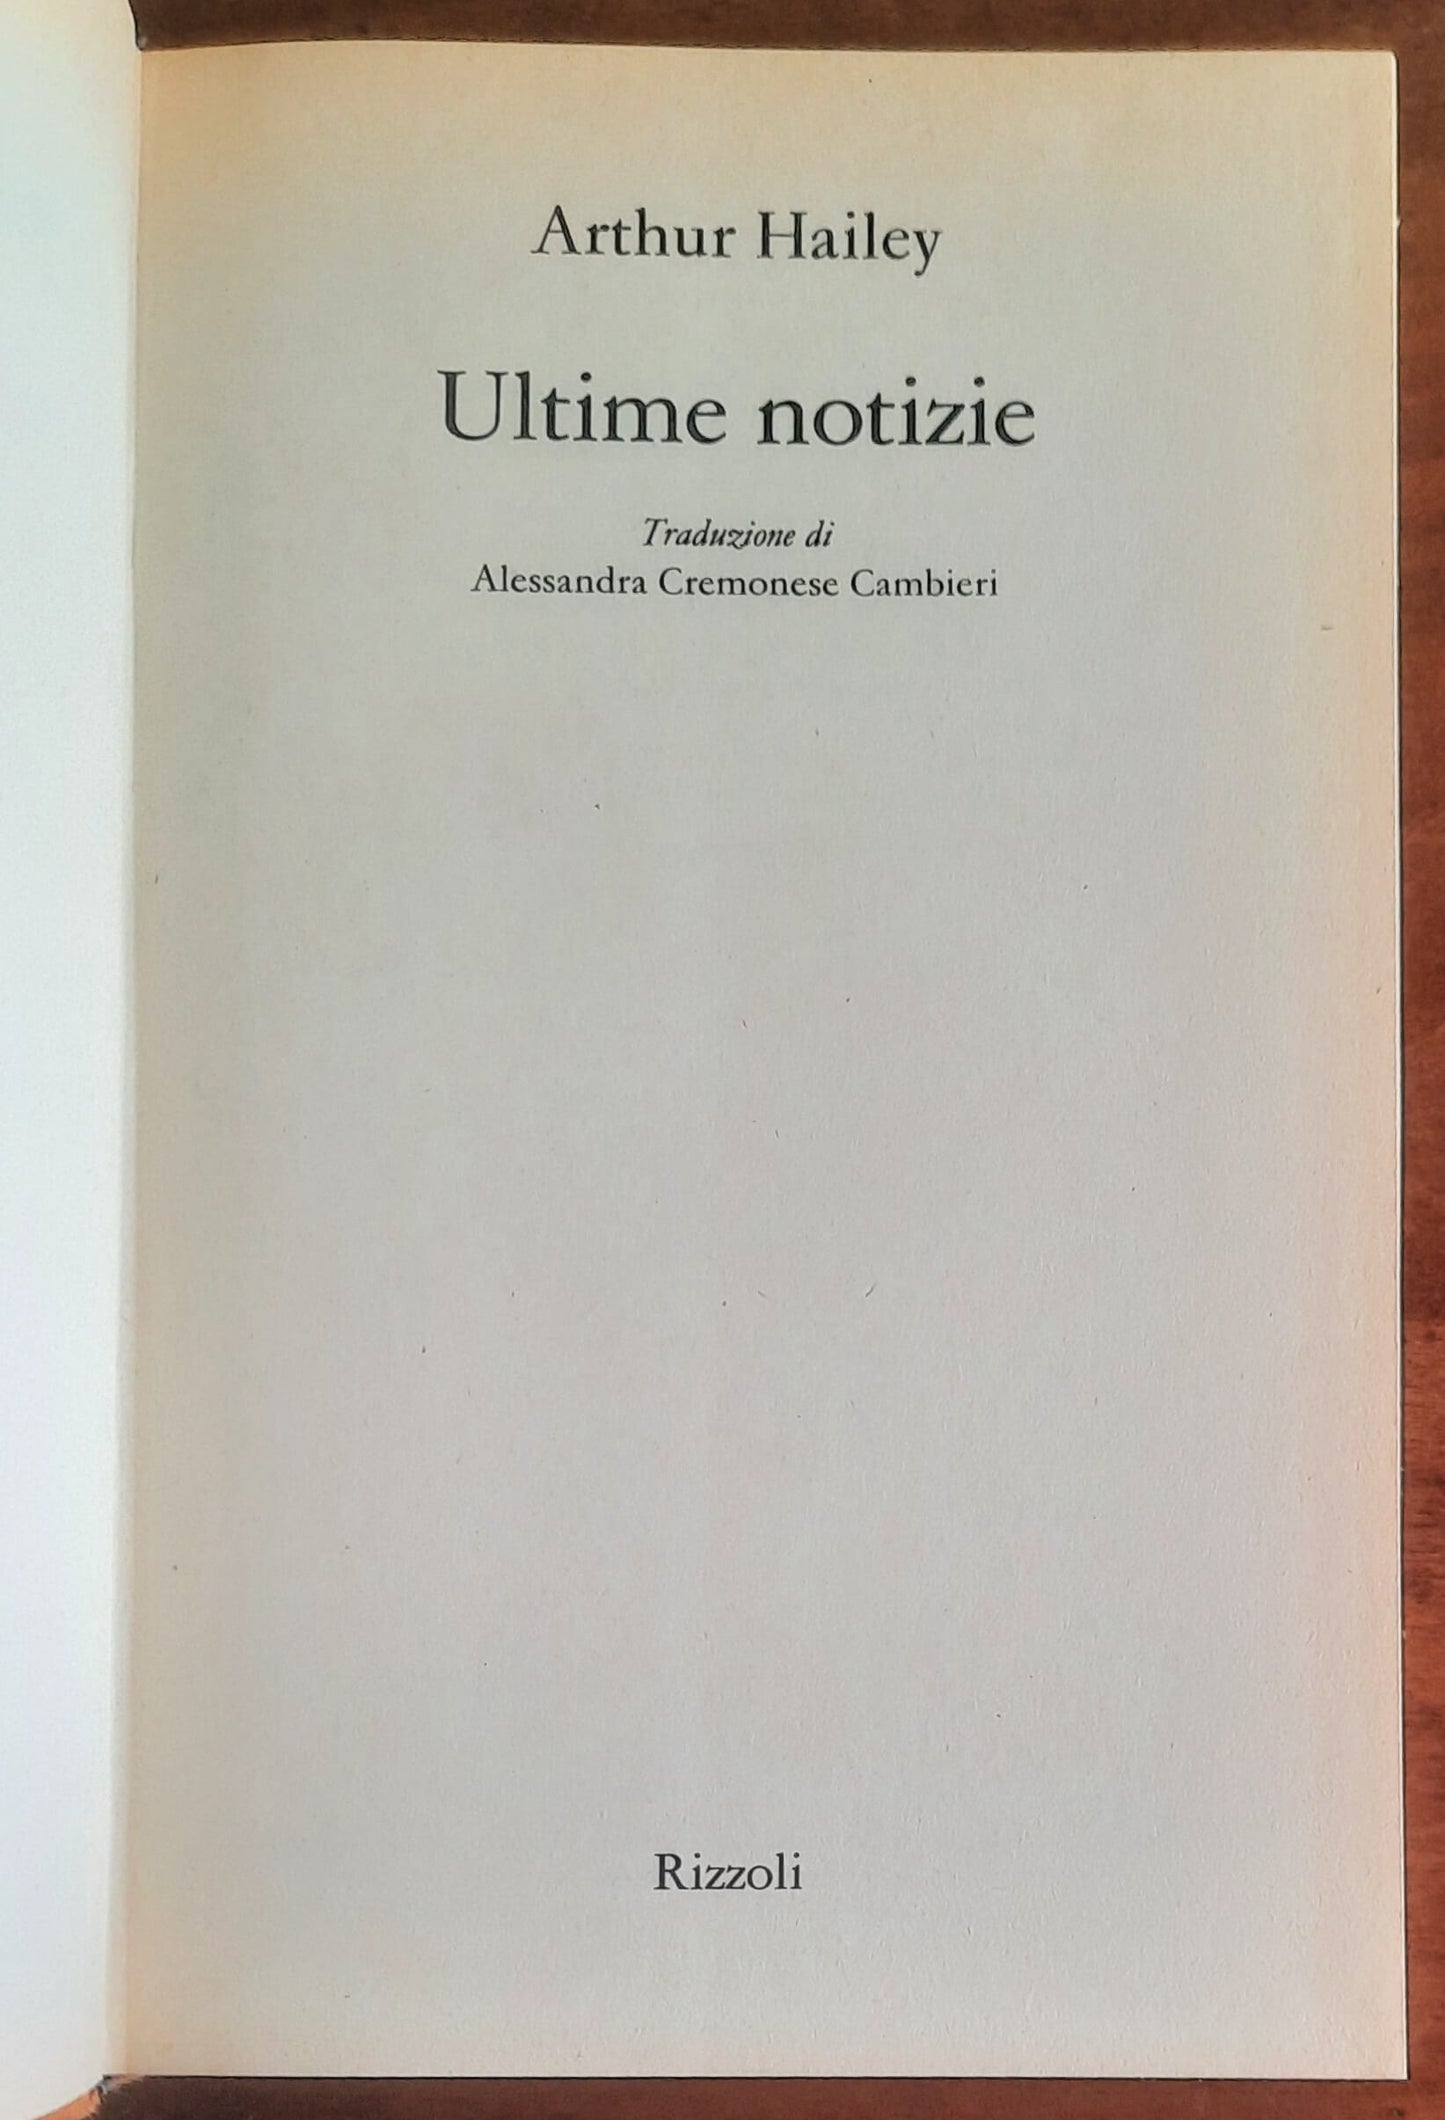 Arthur Hailey
Ultime notizie
Traduzione di
Alessandra Cremonese Cambieri
Rizzoli